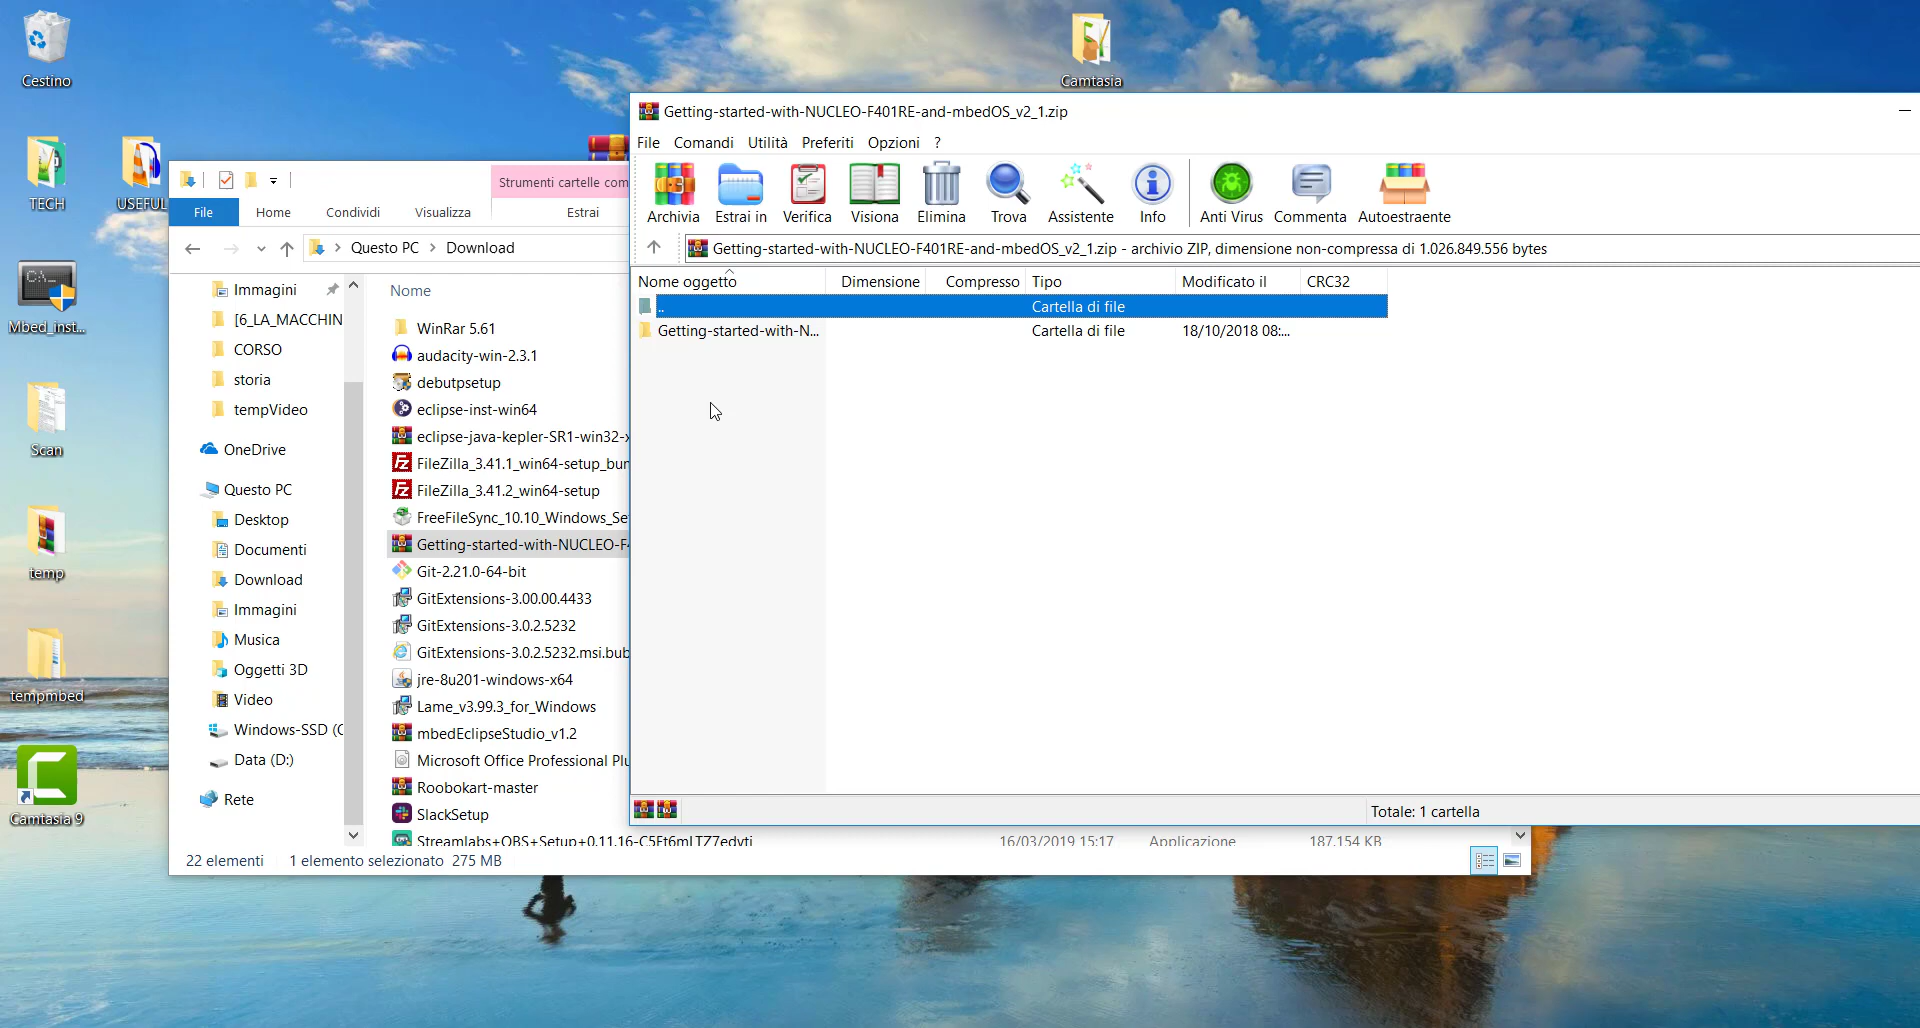 Cestino
Camtasia
TECH
USEFUL
Mbed_inst...
Scan
temp
tempmbed
Camtasia 9
Strumenti cartelle com
File
Home
Condividi
Visualizza
Estrai
Questo PC
Download
Immagini
[6_LA_MACCHIN
CORSO
storia
tempVideo
OneDrive
Questo PC
Desktop
Documenti
Download
Immagini
Musica
Oggetti 3D
Video
Windows-SSD (C
Data (D:)
Rete
Nome
WinRar 5.61
audacity-win-2.3.1
debutpsetup
eclipse-inst-win64
eclipse-java-kepler-SR1-win32-x
FileZilla_3.41.1_win64-setup_bun
FileZilla_3.41.2_win64-setup
FreeFileSync_10.10_Windows_Set
Getting-started-with-NUCLEO-F4
Git-2.21.0-64-bit
GitExtensions-3.00.00.4433
GitExtensions-3.0.2.5232
GitExtensions-3.0.2.5232.msi.bub
jre-8u201-windows-x64
Lame_v3.99.3_for_Windows
mbedEclipseStudio_v1.2
Microsoft Office Professional Plu
Roobokart-master
SlackSetup
16/03/2019 15:17 Applicazione 187.154 KB
22 elementi 1 elemento selezionato 275 MB
Getting-started-with-NUCLEO-F401RE-and-mbedOS_v2_1.zip
File Comandi Utilità Preferiti Opzioni ?
Archivia Estrai in Verifica Visiona Elimina Trova Assistente Info Anti Virus Commenta Autoestraente
Getting-started-with-NUCLEO-F401RE-and-mbedOS_v2_1.zip - archivio ZIP, dimensione non-compressa di 1.026.849.556 bytes
Nome oggetto Dimensione Compresso Tipo Modificato il CRC32
.. Cartella di file
Getting-started-with-N... Cartella di file 18/10/2018 08:...
Totale: 1 cartella